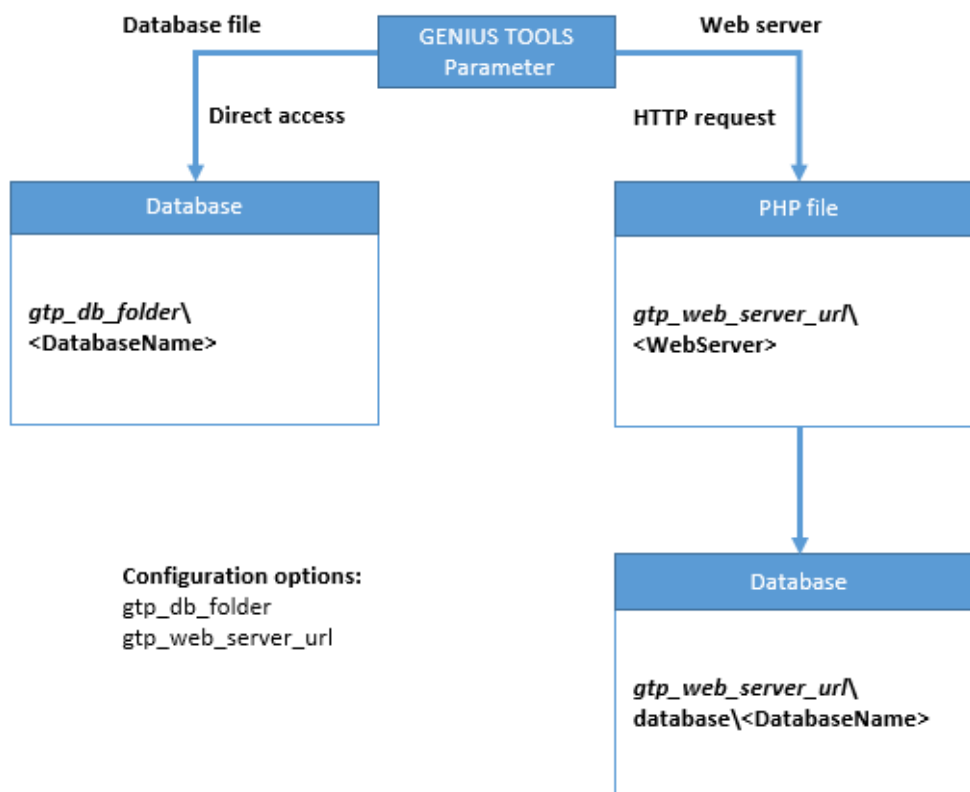 Database file
GENIUS TOOLS
Parameter
Web server
Direct access
HTTP request
Database
gtp_db_folder\
<DatabaseName>
PHP file
gtp_web_server_url\
<WebServer>
Configuration options:
gtp_db_folder
gtp_web_server_url
Database
gtp_web_server_url\
database\<DatabaseName>